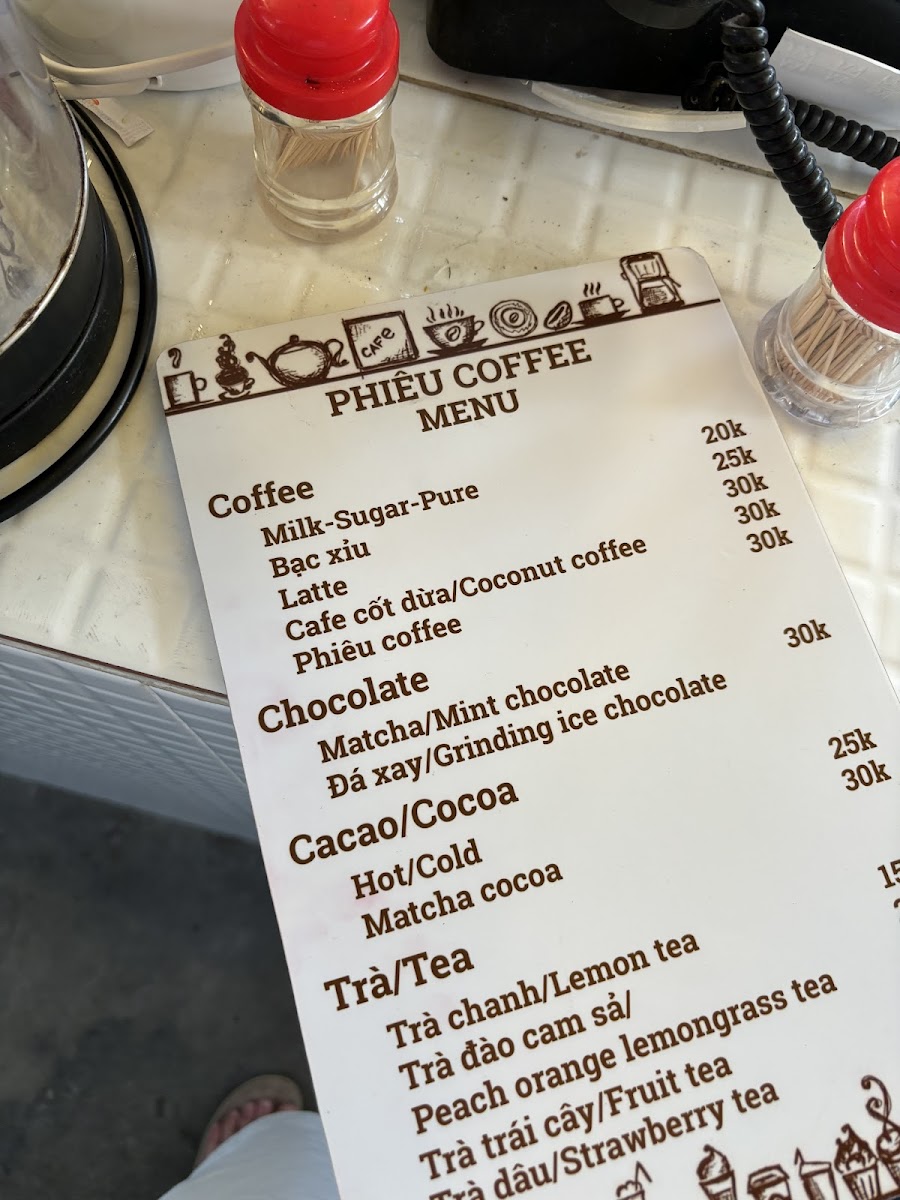 CAFE
PHIÊU COFFEE
MENU
Coffee
Milk-Sugar-Pure 20k
Bạc xỉu 25k
Latte 30k
Cafe cốt dừa/Coconut coffee 30k
Phiêu coffee 30k
Chocolate
Matcha/Mint chocolate 30k
Đá xay/Grinding ice chocolate
Cacao/Cocoa
Hot/Cold 25k
Matcha cocoa 30k
Trà/Tea
Trà chanh/Lemon tea 15
Trà đào cam sả/
Peach orange lemongrass tea
Trà trái cây/Fruit tea
Trà dâu/Strawberry tea